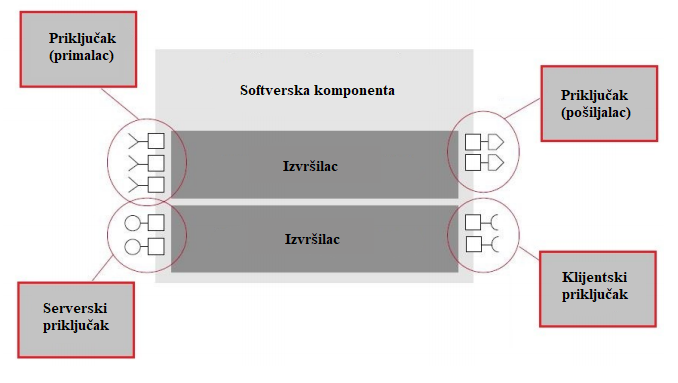 Priključak
(primalac)
Softverska komponenta
Priključak
(pošiljalac)
Izvršilac
Izvršilac
Serverski
priključak
Klijentski
priključak